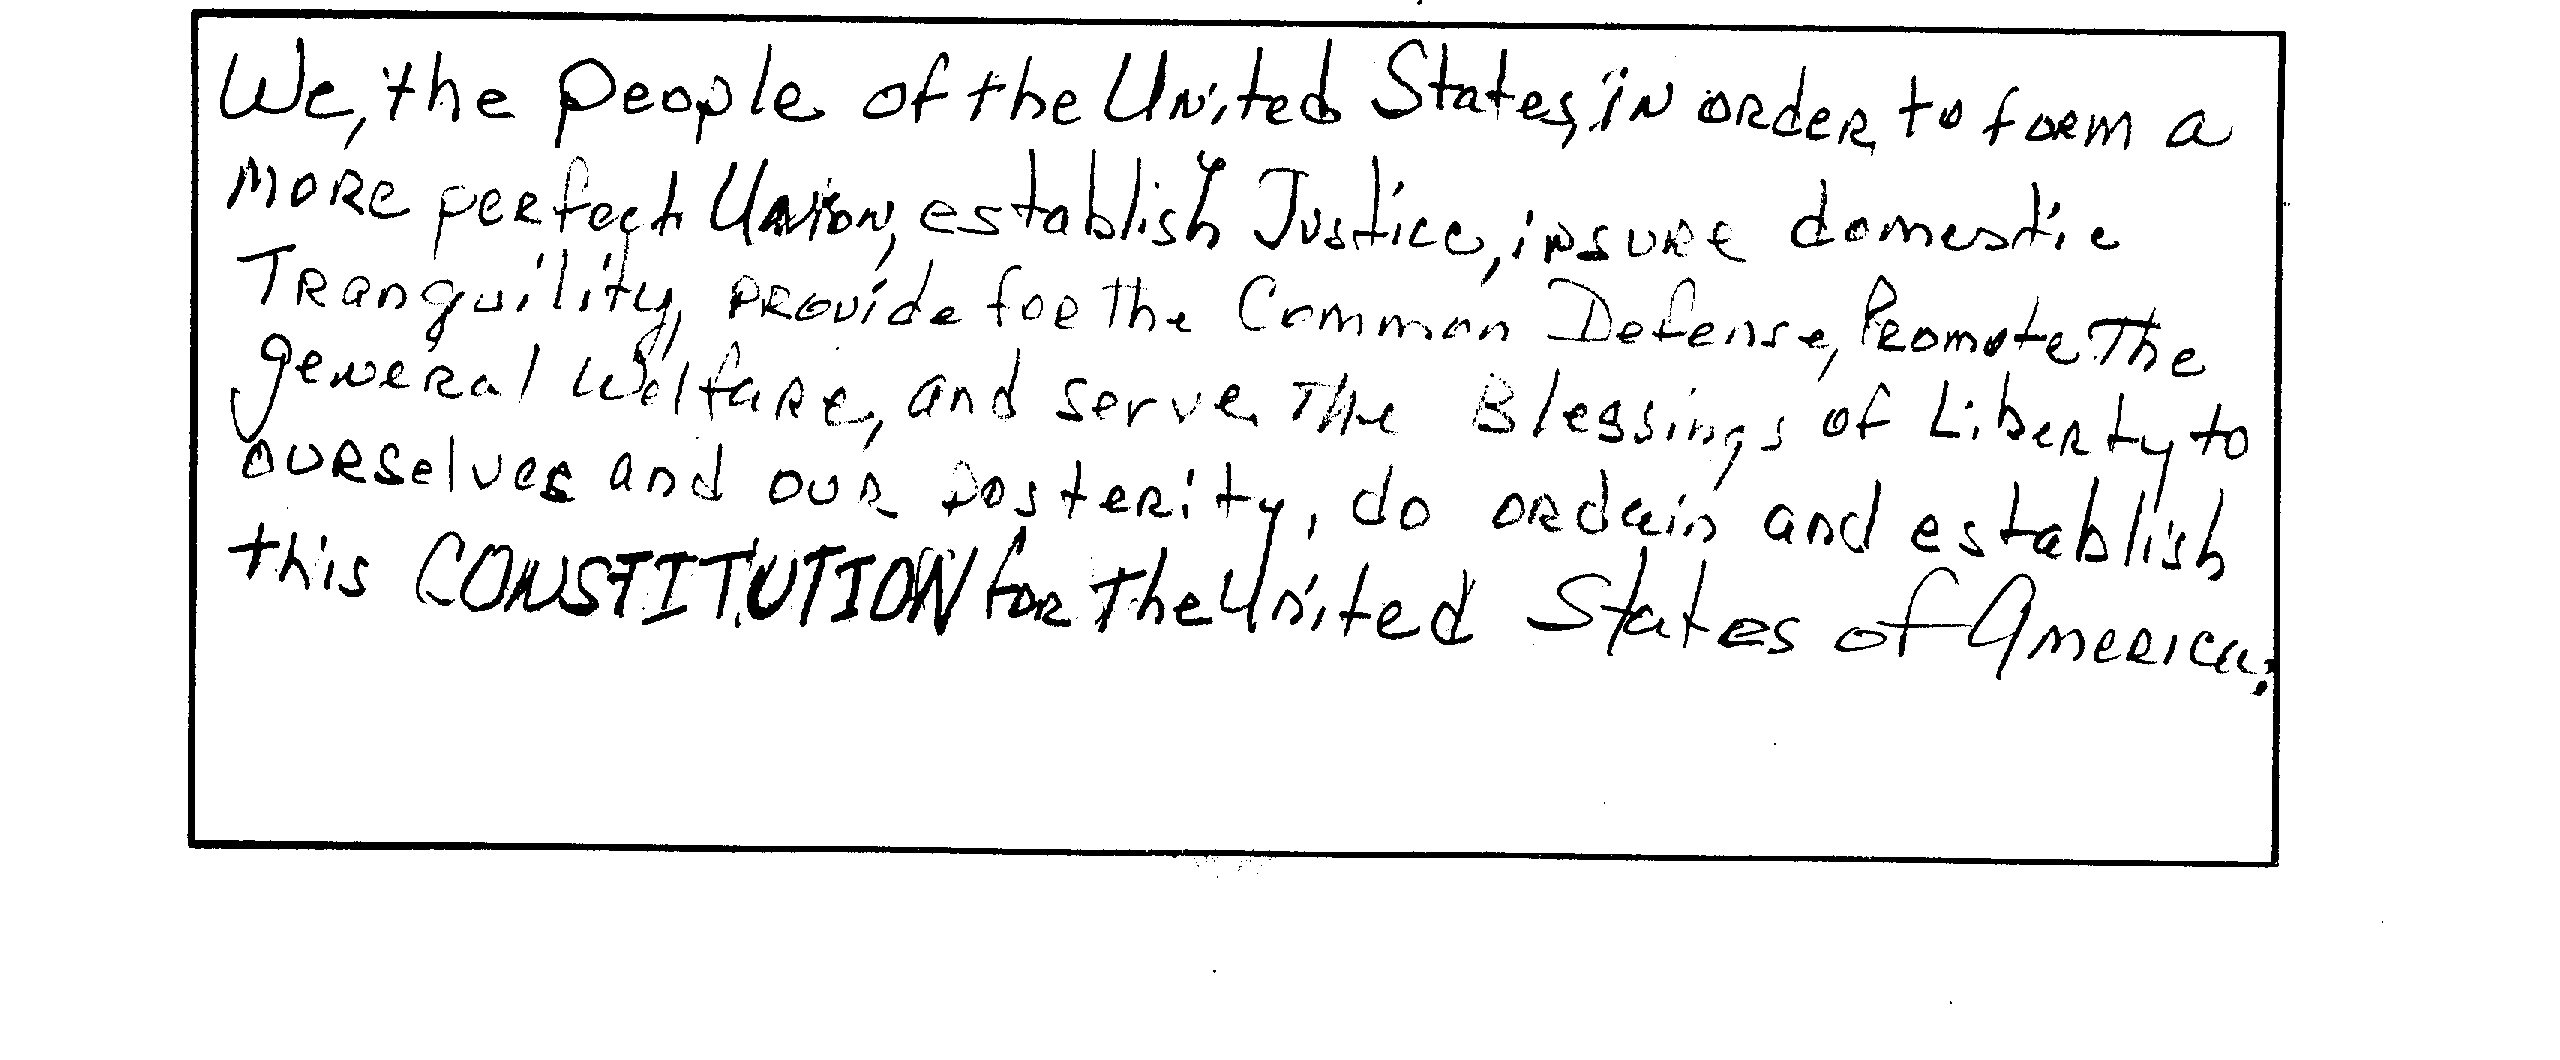 We, the people of the United States, in order to form a
more perfect Union, establish Justice, insure domestic
Tranquility, provide for the Common Defense, Promote The
general Welfare, and serve The Blessings of Liberty to
ourselves and our posterity, do ordain and establish
this CONSTITUTION for The United States of America.